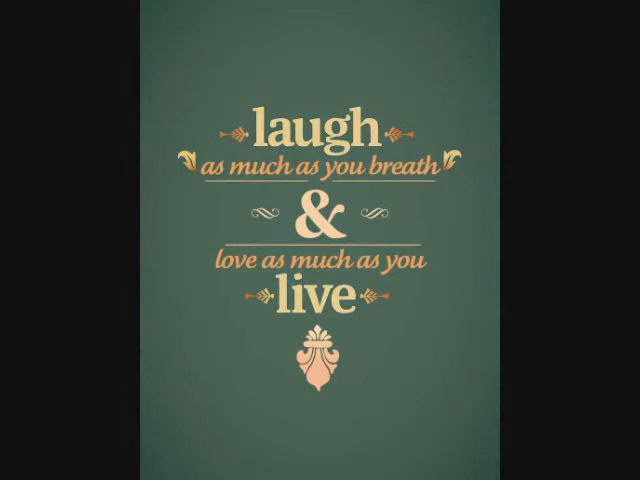 laugh
as much as you breath
&
love as much as you
live